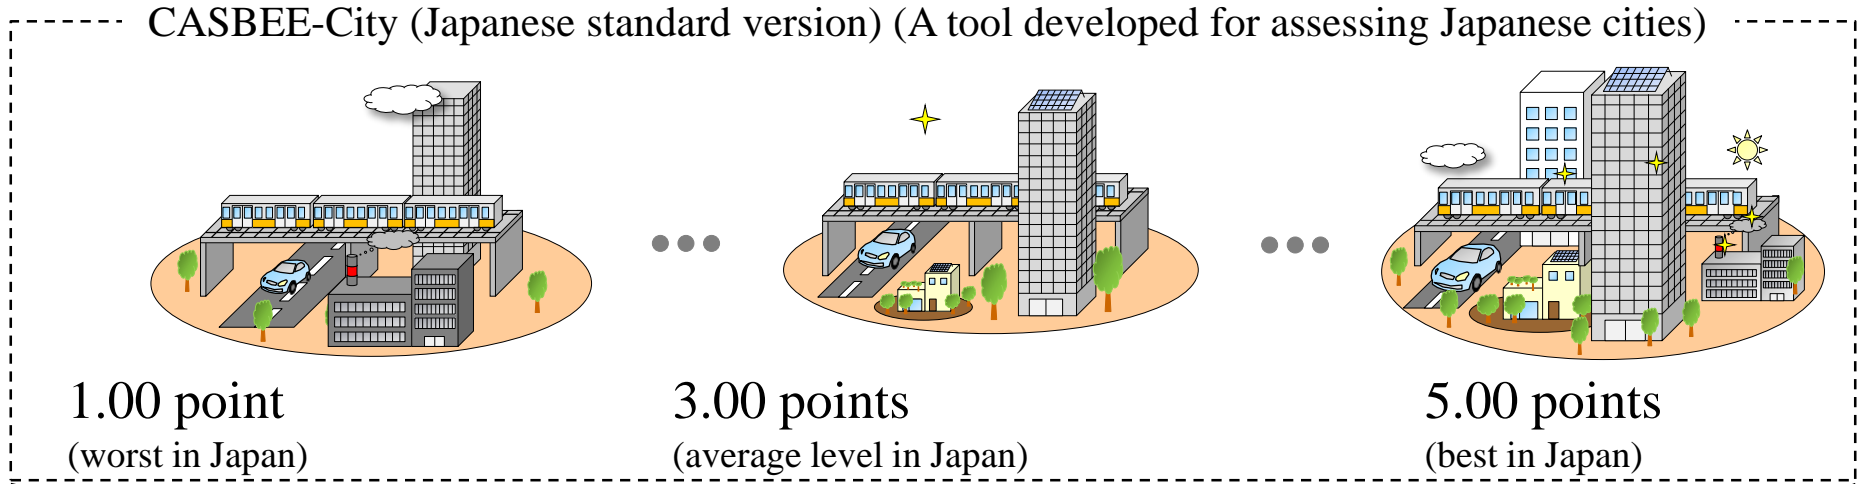 CASBEE-City (Japanese standard version) (A tool developed for assessing Japanese cities)
1.00 point
(worst in Japan)
3.00 points
(average level in Japan)
5.00 points
(best in Japan)